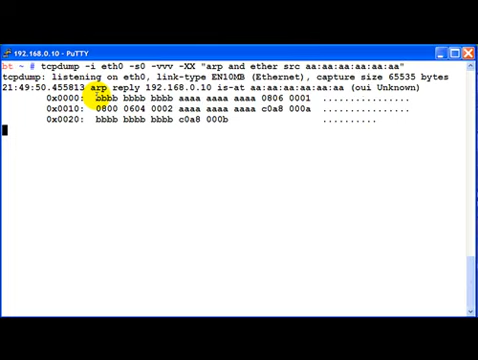 192.168.0.10 - PuTTY
bt ~ # tcpdump -i eth0 -s0 -vvv -XX "arp and ether src aa:aa:aa:aa:aa:aa"
tcpdump: listening on eth0, link-type EN10MB (Ethernet), capture size 65535 bytes
21:49:50.455813 arp reply 192.168.0.10 is-at aa:aa:aa:aa:aa:aa (oui Unknown)
0x0000: bbbb bbbb bbbb aaaa aaaa aaaa 0806 0001 ................
0x0010: 0800 0604 0002 aaaa aaaa aaaa c0a8 000a ................
0x0020: bbbb bbbb bbbb c0a8 000b ..........